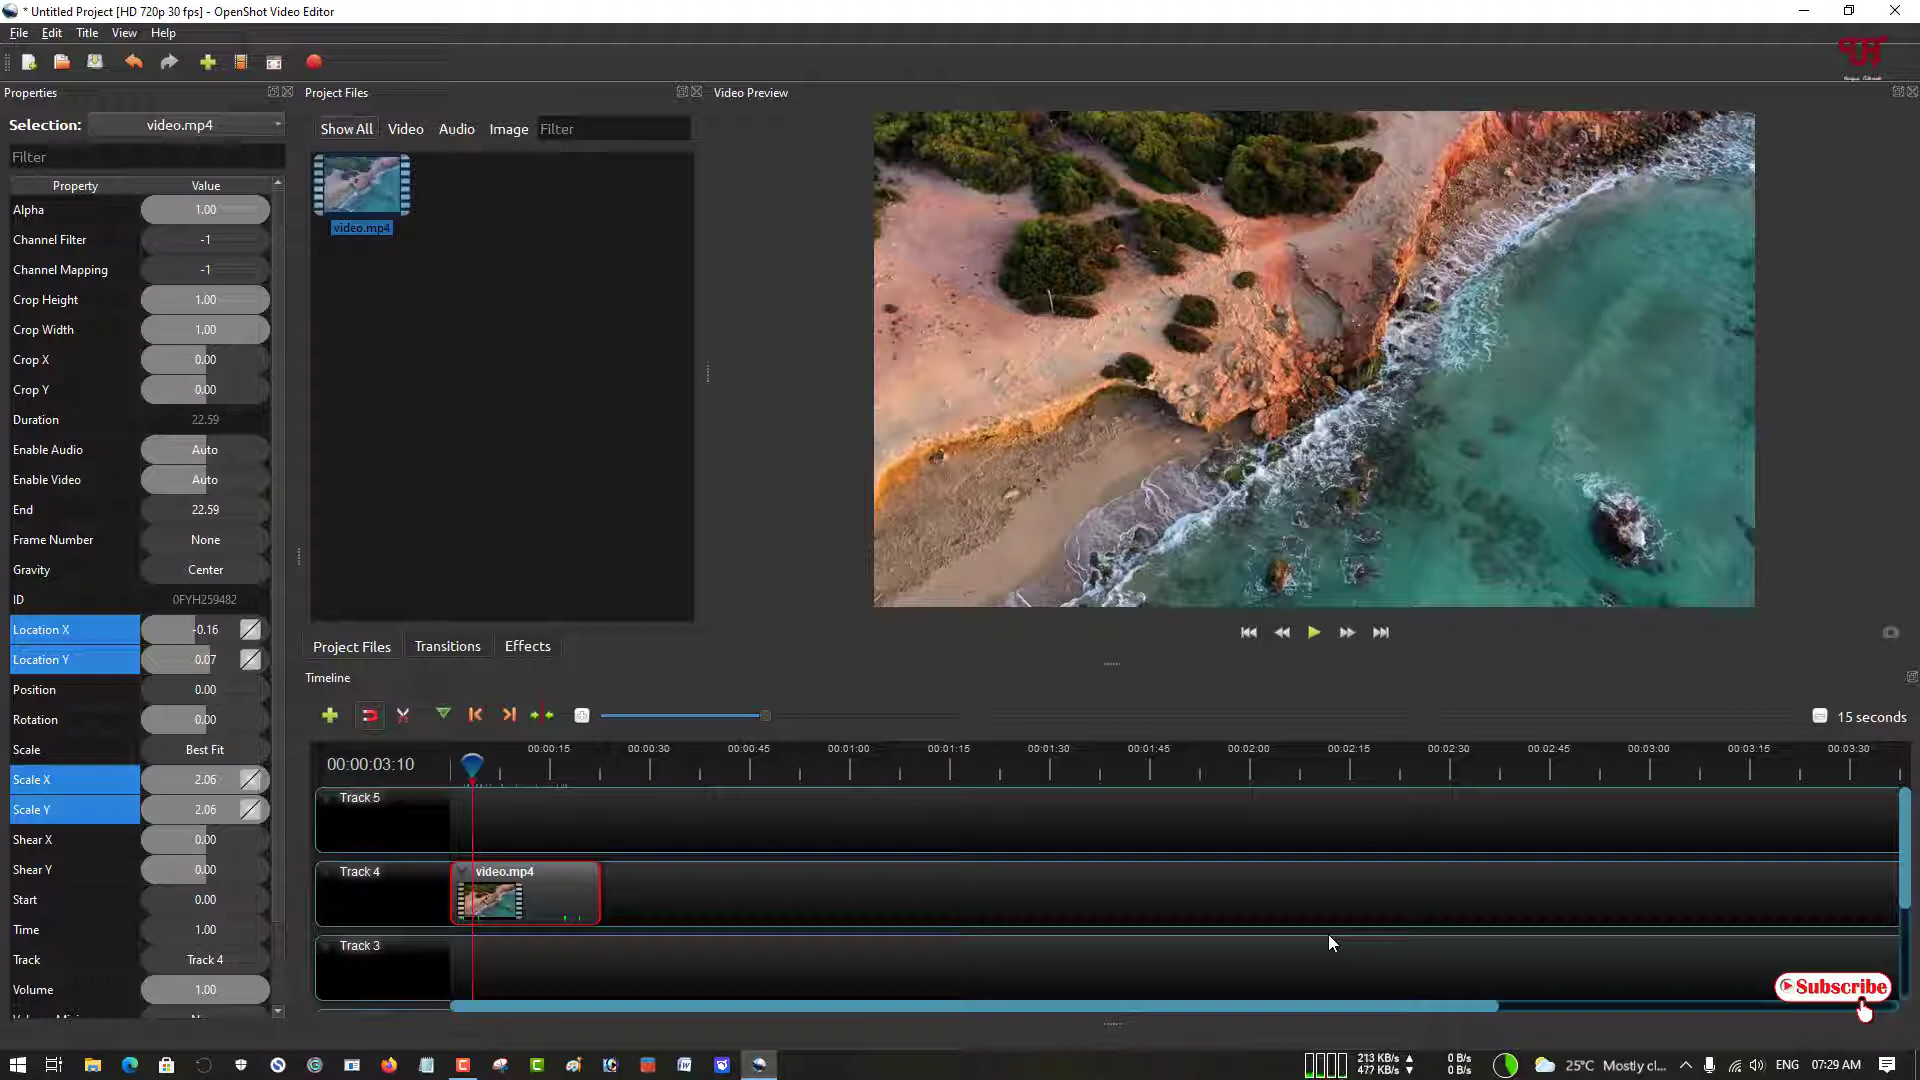 * Untitled Project [HD 720p 30 fps] - OpenShot Video Editor
File Edit Title View Help
Properties
Selection: video.mp4
Filter
Property Value
Alpha 1.00
Channel Filter -1
Channel Mapping -1
Crop Height 1.00
Crop Width 1.00
Crop X 0.00
Crop Y 0.00
Duration 22.59
Enable Audio Auto
Enable Video Auto
End 22.59
Frame Number None
Gravity Center
ID 0FYH259482
Location X -0.16
Location Y 0.07
Position 0.00
Rotation 0.00
Scale Best Fit
Scale X 2.06
Scale Y 2.06
Shear X 0.00
Shear Y 0.00
Start 0.00
Time 1.00
Track Track 4
Volume 1.00
Project Files
Show All Video Audio Image Filter
video.mp4
Project Files Transitions Effects
Video Preview
Timeline
15 seconds
00:00:03:10
00:00:15 00:00:30 00:00:45 00:01:00 00:01:15 00:01:30 00:01:45 00:02:00 00:02:15 00:02:30 00:02:45 00:03:00 00:03:15 00:03:30
Track 5
Track 4
video.mp4
Track 3
Subscribe
213 KB/s 0 B/s
477 KB/s 0 B/s
25°C Mostly cl... ENG 07:29 AM